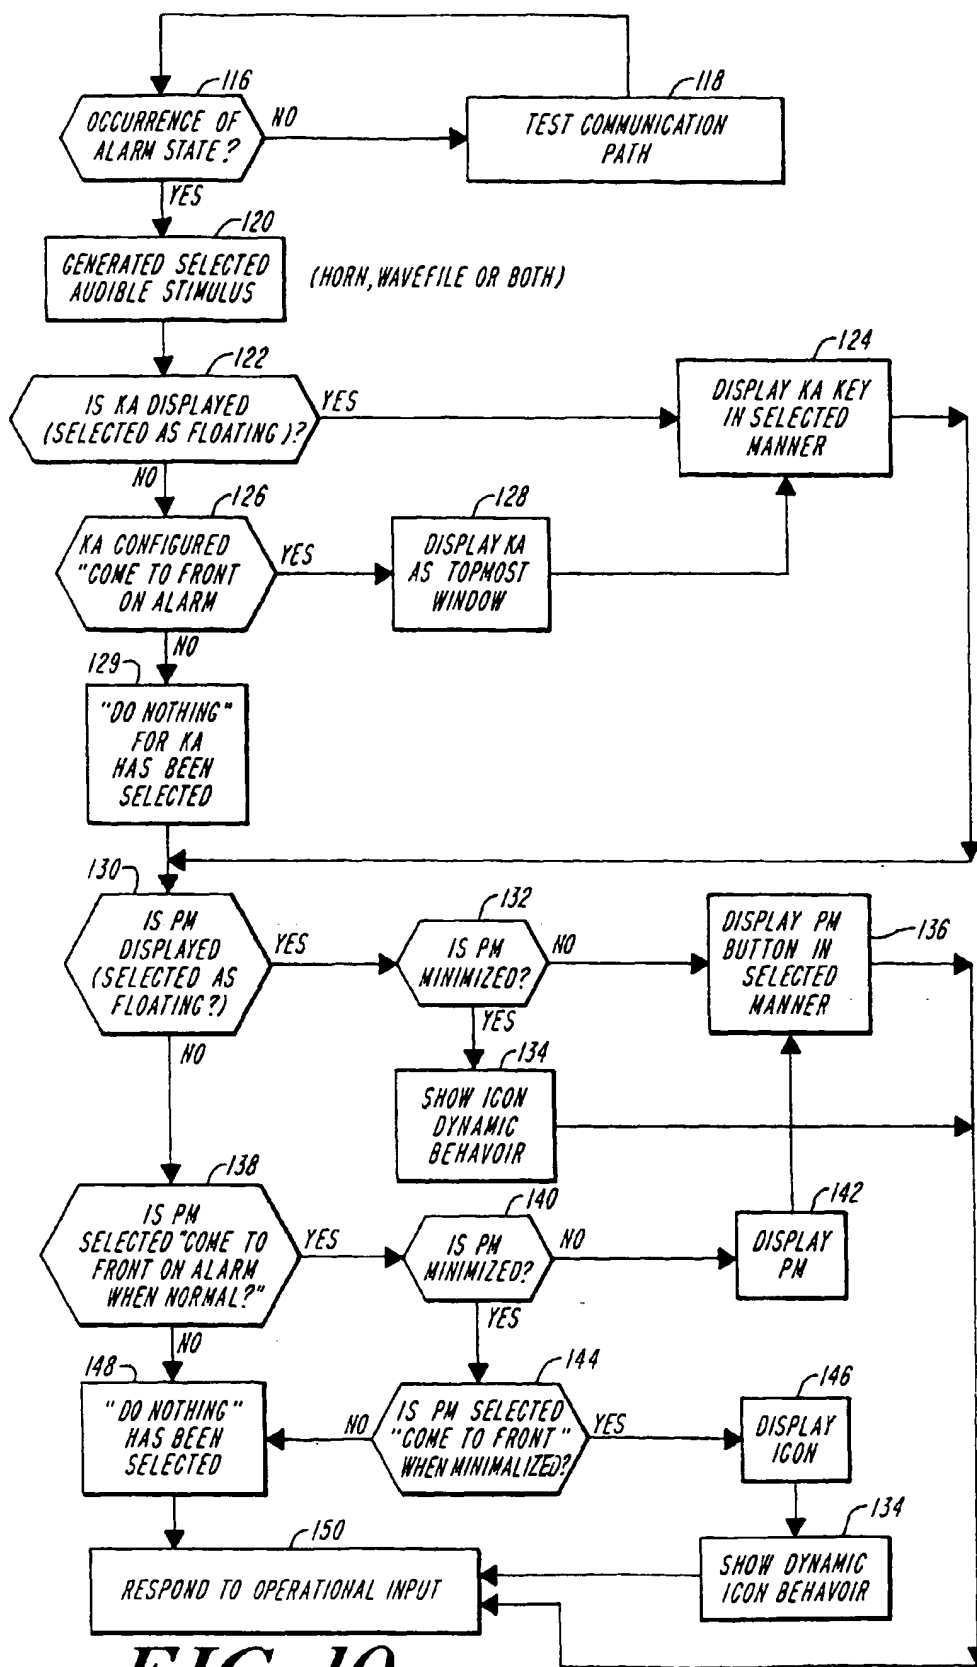 116
OCCURRENCE OF
ALARM STATE?
NO
118
TEST COMMUNICATION
PATH
YES
120
GENERATED SELECTED
AUDIBLE STIMULUS
(HORN, WAVEFILE OR BOTH)
122
IS KA DISPLAYED
(SELECTED AS FLOATING)?
YES
124
DISPLAY KA KEY
IN SELECTED
MANNER
NO
126
KA CONFIGURED
"COME TO FRONT
ON ALARM
YES
128
DISPLAY KA
AS TOPMOST
WINDOW
NO
129
"DO NOTHING"
FOR KA
HAS BEEN
SELECTED
130
IS PM
DISPLAYED
(SELECTED AS
FLOATING?)
YES
132
IS PM
MINIMIZED?
NO
DISPLAY PM
BUTTON IN
SELECTED
MANNER
136
YES
NO
134
SHOW ICON
DYNAMIC
BEHAVOIR
138
IS PM
SELECTED "COME TO
FRONT ON ALARM
WHEN NORMAL?"
YES
140
IS PM
MINIMIZED?
NO
142
DISPLAY
PM
YES
NO
148
"DO NOTHING"
HAS BEEN
SELECTED
NO
144
IS PM SELECTED
"COME TO FRONT"
WHEN MINIMALIZED?
YES
146
DISPLAY
ICON
134
SHOW DYNAMIC
ICON BEHAVOIR
150
RESPOND TO OPERATIONAL INPUT
FIG. 10